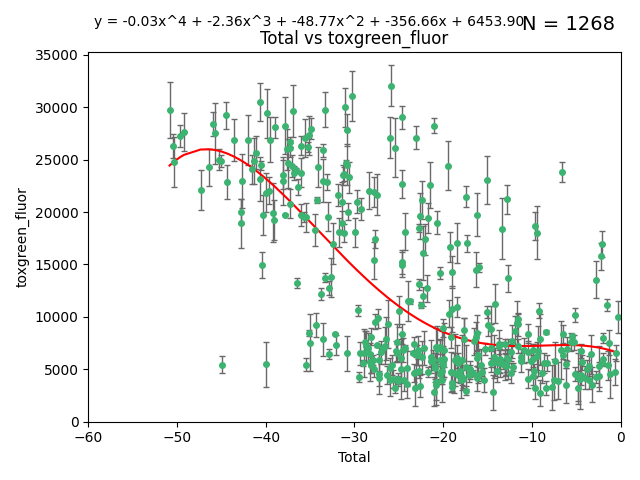 y = -0.03x^4 + -2.36x^3 + -48.77x^2 + -356.66x + 6453.90
N = 1268
Total vs toxgreen_fluor
35000
30000
25000
20000
15000
10000
5000
0
toxgreen_fluor
−60 −50 −40 −30 −20 −10 0
Total